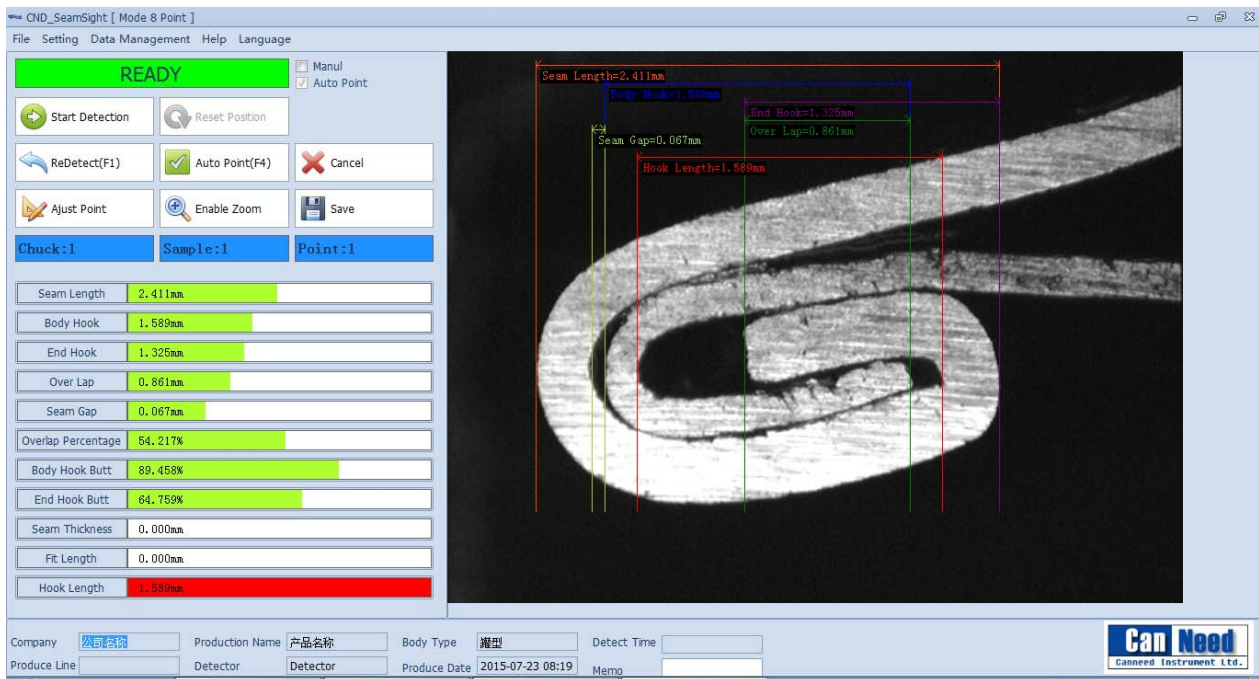 CND_SeamSight [ Mode 8 Point ]
File Setting Data Management Help Language
READY
Manul
Auto Point
Start Detection
Reset Position
ReDetect(F1)
Auto Point(F4)
Cancel
Ajust Point
Enable Zoom
Save
Chuck:1
Sample:1
Point:1
Seam Length 2.411mm
Body Hook 1.589mm
End Hook 1.325mm
Over Lap 0.861mm
Seam Gap 0.067mm
Overlap Percentage 54.217%
Body Hook Butt 89.458%
End Hook Butt 64.759%
Seam Thickness 0.000mm
Fit Length 0.000mm
Hook Length 1.589mm
Seam Length=2.411mm
Body Hook=1.589mm
End Hook=1.325mm
Over Lap=0.861mm
Seam Gap=0.067mm
Hook Length=1.589mm
Company 公司名称 Production Name 产品名称 Body Type 罐型 Detect Time
Produce Line Detector Detector Produce Date 2015-07-23 08:19 Memo
Can Need
Canneed Instrument Ltd.